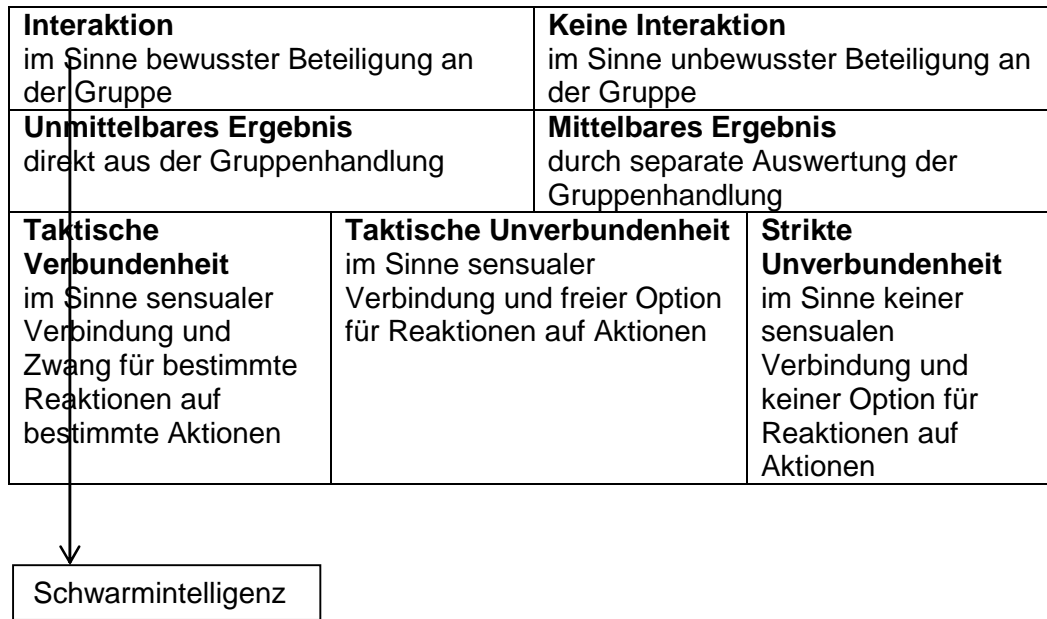 Interaktion
im Sinne bewusster Beteiligung an
der Gruppe
Keine Interaktion
im Sinne unbewusster Beteiligung an
der Gruppe
Unmittelbares Ergebnis
direkt aus der Gruppenhandlung
Mittelbares Ergebnis
durch separate Auswertung der
Gruppenhandlung
Taktische
Verbundenheit
im Sinne sensualer
Verbindung und
Zwang für bestimmte
Reaktionen auf
bestimmte Aktionen
Taktische Unverbundenheit
im Sinne sensualer
Verbindung und freier Option
für Reaktionen auf Aktionen
Strikte
Unverbundenheit
im Sinne keiner
sensualen
Verbindung und
keiner Option für
Reaktionen auf
Aktionen
Schwarmintelligenz